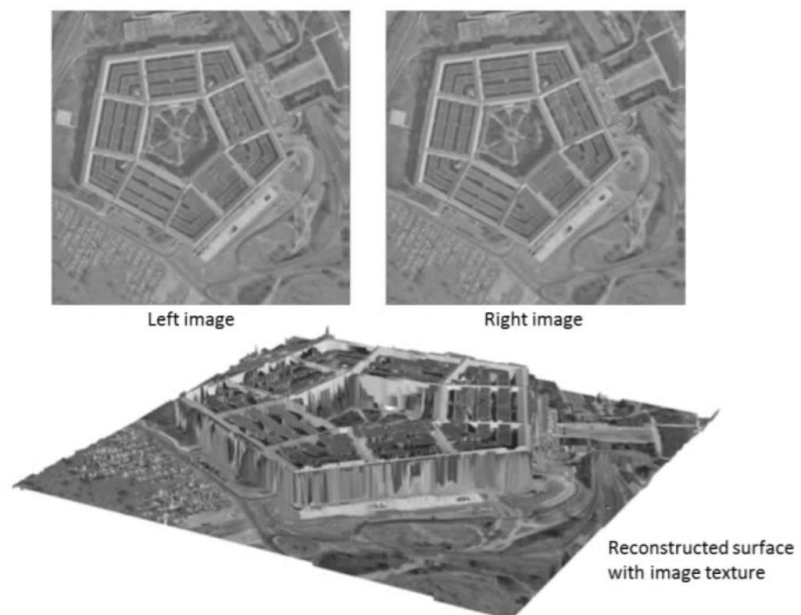 Left image
Right image
Reconstructed surface
with image texture